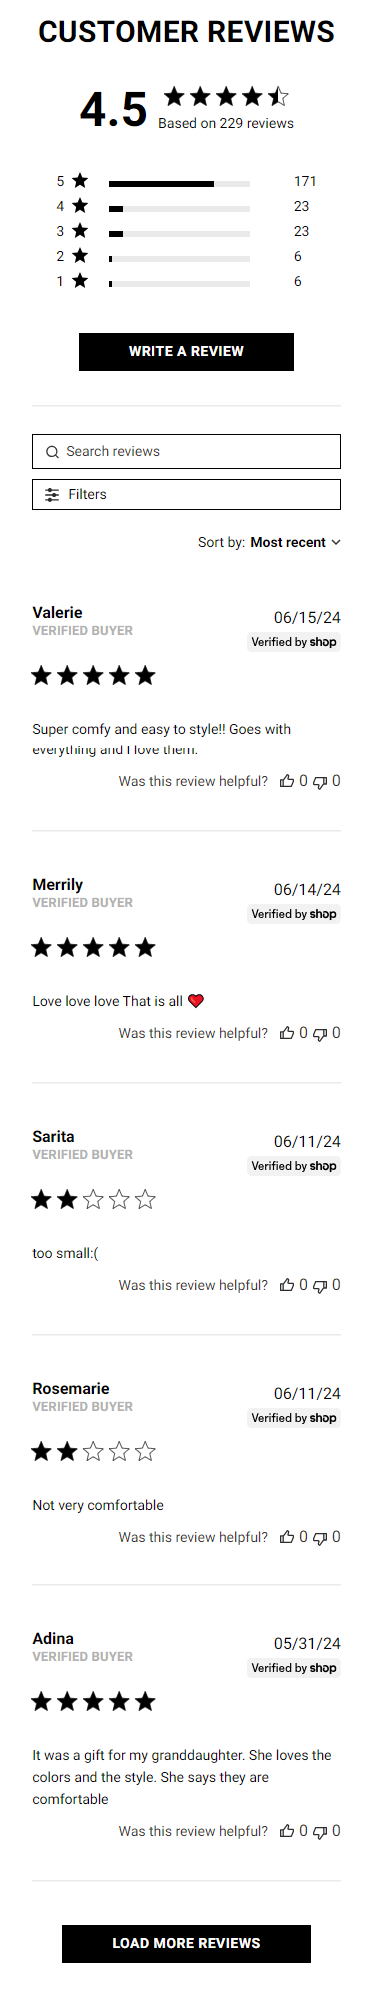 CUSTOMER REVIEWS
4.5
Based on 229 reviews
5 171
4 23
3 23
2 6
1 6
WRITE A REVIEW
Search reviews
Filters
Sort by: Most recent
Valerie 06/15/24
VERIFIED BUYER Verified by shop
Super comfy and easy to style!! Goes with
everything and I love them.
Was this review helpful? 0 0
Merrily 06/14/24
VERIFIED BUYER Verified by shop
Love love love That is all ❤️
Was this review helpful? 0 0
Sarita 06/11/24
VERIFIED BUYER Verified by shop
too small:(
Was this review helpful? 0 0
Rosemarie 06/11/24
VERIFIED BUYER Verified by shop
Not very comfortable
Was this review helpful? 0 0
Adina 05/31/24
VERIFIED BUYER Verified by shop
It was a gift for my granddaughter. She loves the
colors and the style. She says they are
comfortable
Was this review helpful? 0 0
LOAD MORE REVIEWS